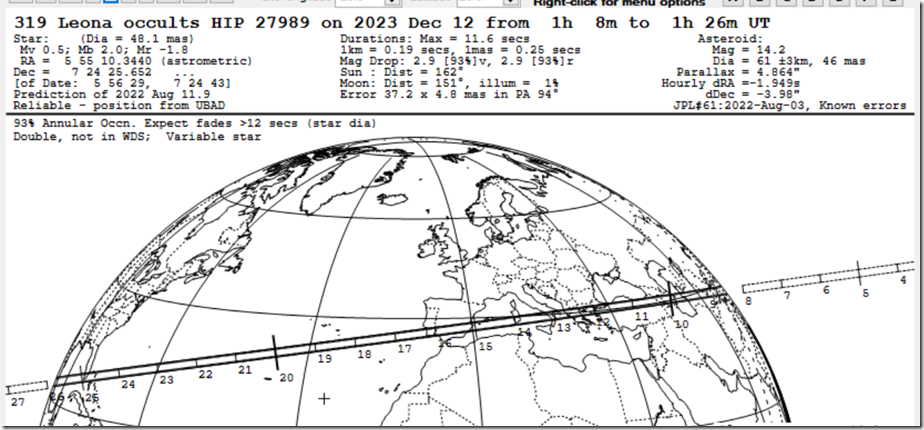 Right-click for menu options
319 Leona occults HIP 27989 on 2023 Dec 12 from 1h 8m to 1h 26m UT
Star: (Dia = 48.1 mas)
Mv 0.5; Mb 2.0; Mr -1.8
RA = 5 55 10.3440 (astrometric)
Dec = 7 24 25.652 ...
[of Date: 5 56 29, 7 24 43]
Prediction of 2022 Aug 11.9
Reliable - position from UBAD
Durations: Max = 11.6 secs
1km = 0.19 secs, 1mas = 0.25 secs
Mag Drop: 2.9 [93%]v, 2.9 [93%]r
Sun : Dist = 162°
Moon: Dist = 151°, illum = 1%
Error 37.2 x 4.8 mas in PA 94°
Asteroid:
Mag = 14.2
Dia = 61 ±3km, 46 mas
Parallax = 4.864"
Hourly dRA=-1.949s
dDec = -3.98"
JPL#61:2022-Aug-03, Known errors
93% Annular Occn. Expect fades >12 secs (star dia)
Double, not in WDS; Variable star
4
5
6
7
8
9
10
11
12
13
14
15
16
17
18
19
20
21
22
23
24
25
26
27